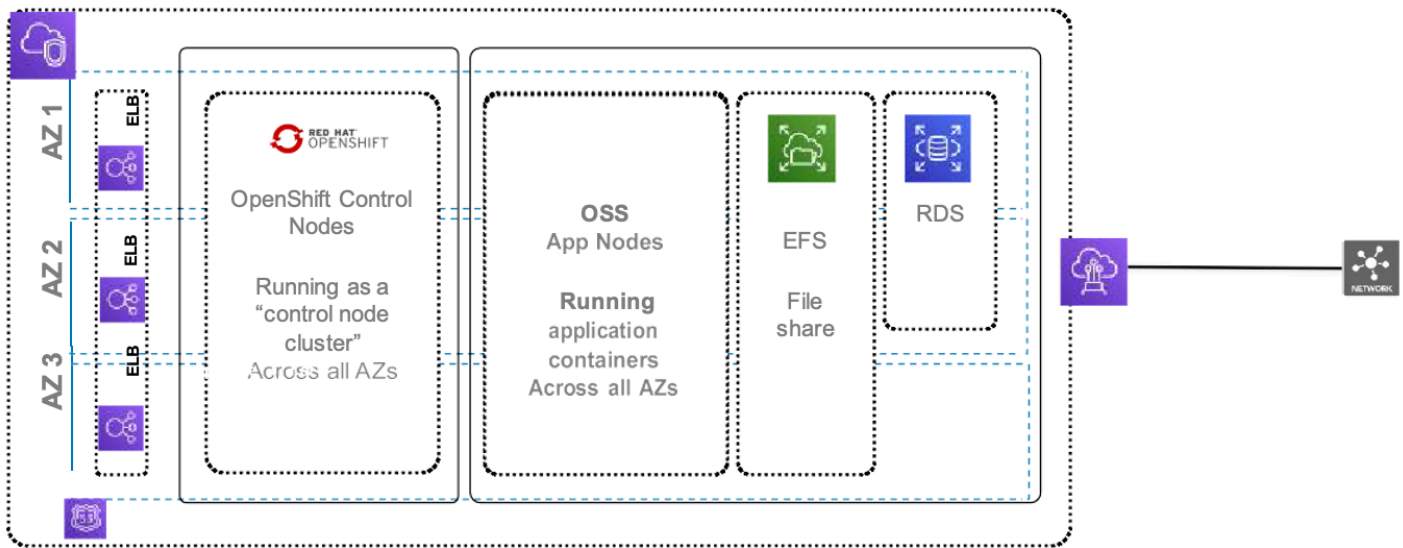 AZ 1
ELB
AZ 2
ELB
AZ 3
ELB
RED HAT
OPENSHIFT
OpenShift Control
Nodes
Running as a
“control node
cluster”
Across all AZs
OSS
App Nodes
Running
application
containers
Across all AZs
EFS
File
share
RDS
NETWORK